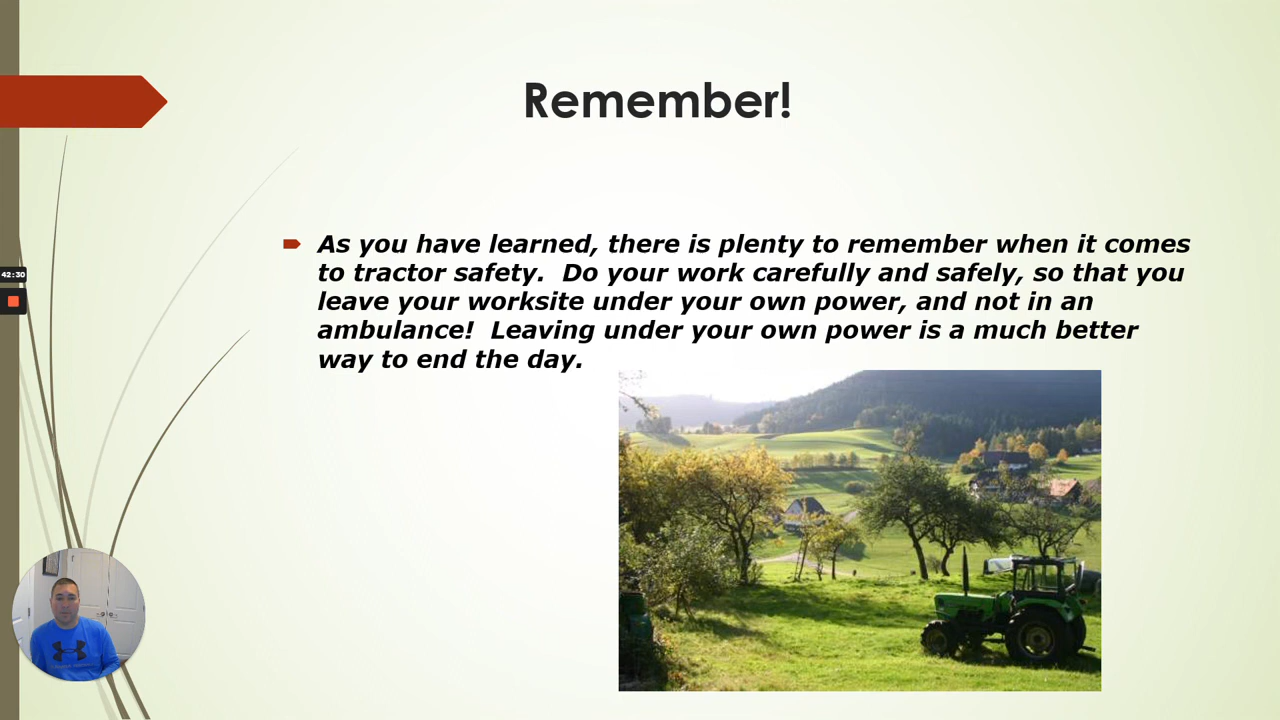 Remember!
As you have learned, there is plenty to remember when it comes
to tractor safety.  Do your work carefully and safely, so that you
leave your worksite under your own power, and not in an
ambulance!  Leaving under your own power is a much better
way to end the day.
42:30